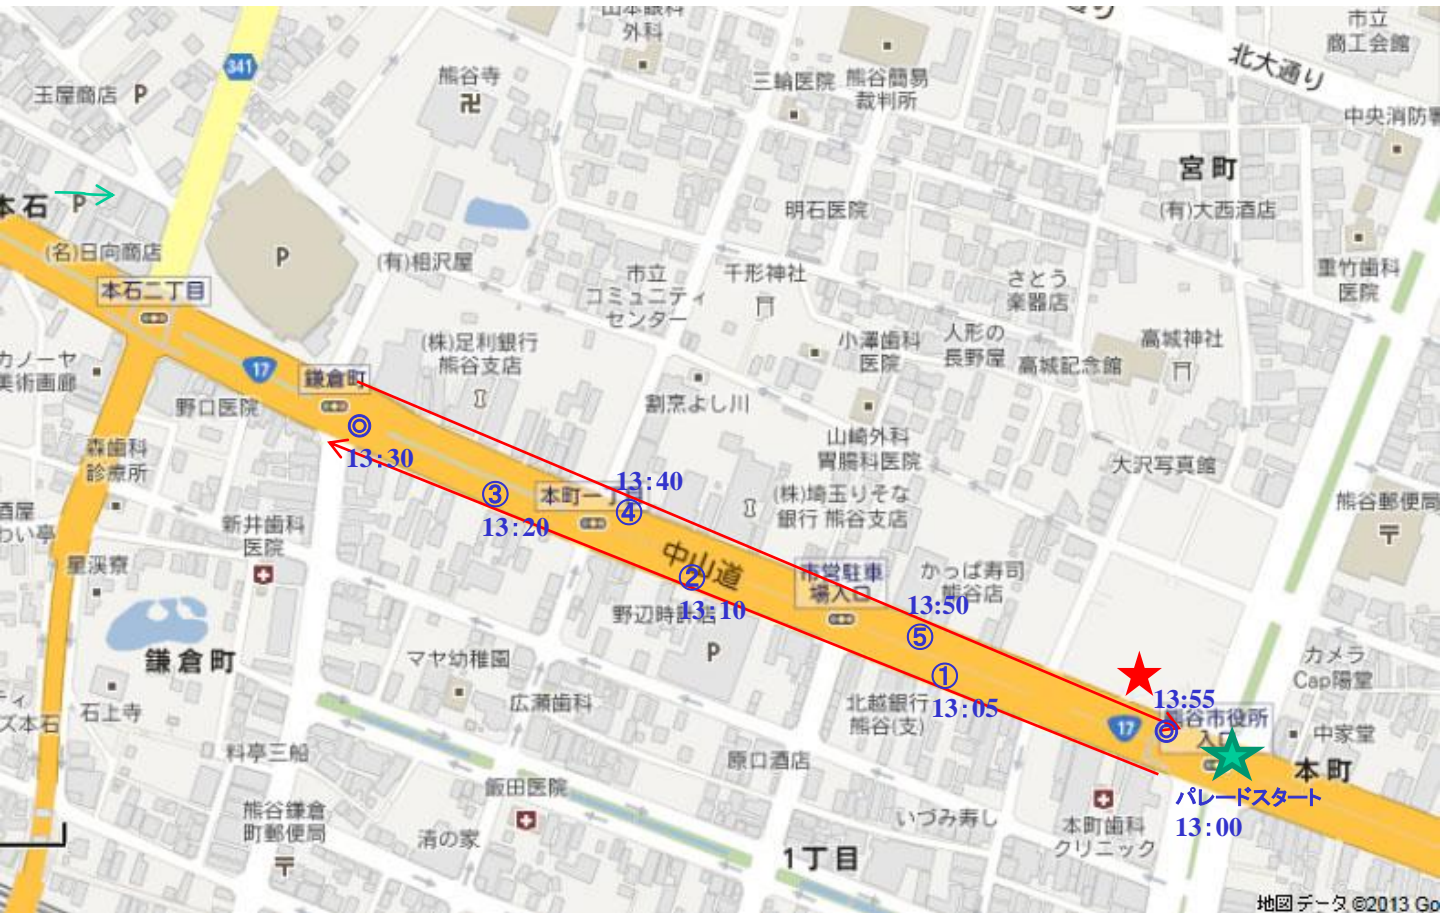 外科
市立
商工会館
北大通り
341
玉屋商店 P
熊谷寺
三輪医院
熊谷簡易
裁判所
中央消防署
宮町
本石 P
明石医院
(有)大西酒店
(名)日向商店
P
(有)相沢屋
市立
コミュニティ
センター
千形神社
さとう
楽器店
重竹歯科
医院
本石二丁目
(株)足利銀行
熊谷支店
小澤歯科
医院
人形の
長野屋
高城神社
高城記念館
カノーヤ
美術画廊
17
鎌倉町
野口医院
割烹よし川
◎
13:30
森歯科
診療所
山崎外科
胃腸科医院
大沢写真館
③
13:20
本町一丁目
13:40
④
(株)埼玉りそな
銀行 熊谷支店
熊谷郵便局
酒屋
わい亭
新井歯科
医院
星渓寮
中山道
②
13:10
野辺時計店
市営駐車
場入口
かっぱ寿司
熊谷店
13:50
⑤
P
鎌倉町
マヤ幼稚園
①
13:05
カメラ
Cap陽堂
ズ本石
石上寺
広瀬歯科
北越銀行
熊谷(支)
13:55
17
◎
熊谷市役所
入口
中家堂
料亭三船
原口酒店
本町
飯田医院
パレードスタート
13:00
熊谷鎌倉
町郵便局
清の家
いづみ寿し
本町歯科
クリニック
1丁目
地図データ ©2013 Go